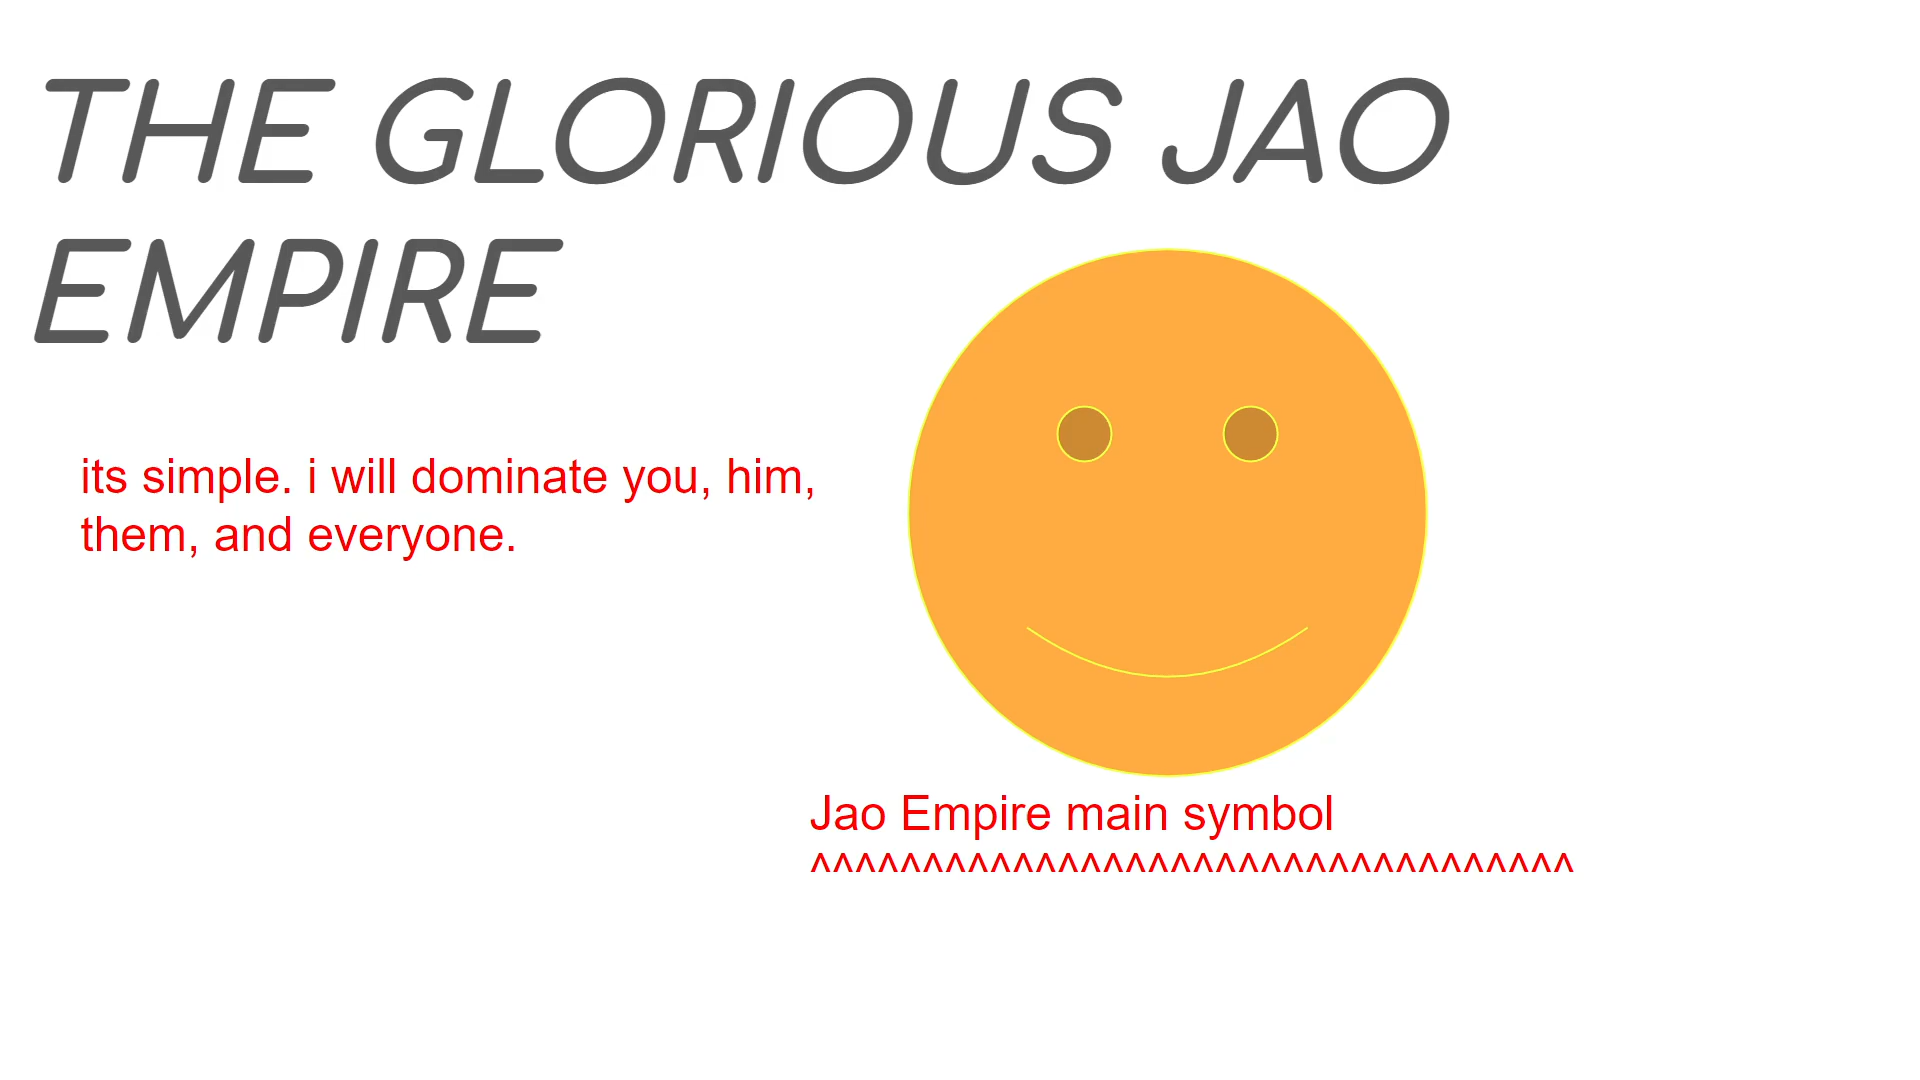 THE GLORIOUS JAO
EMPIRE
its simple. i will dominate you, him,
them, and everyone.
Jao Empire main symbol
^^^^^^^^^^^^^^^^^^^^^^^^^^^^^^^^^^